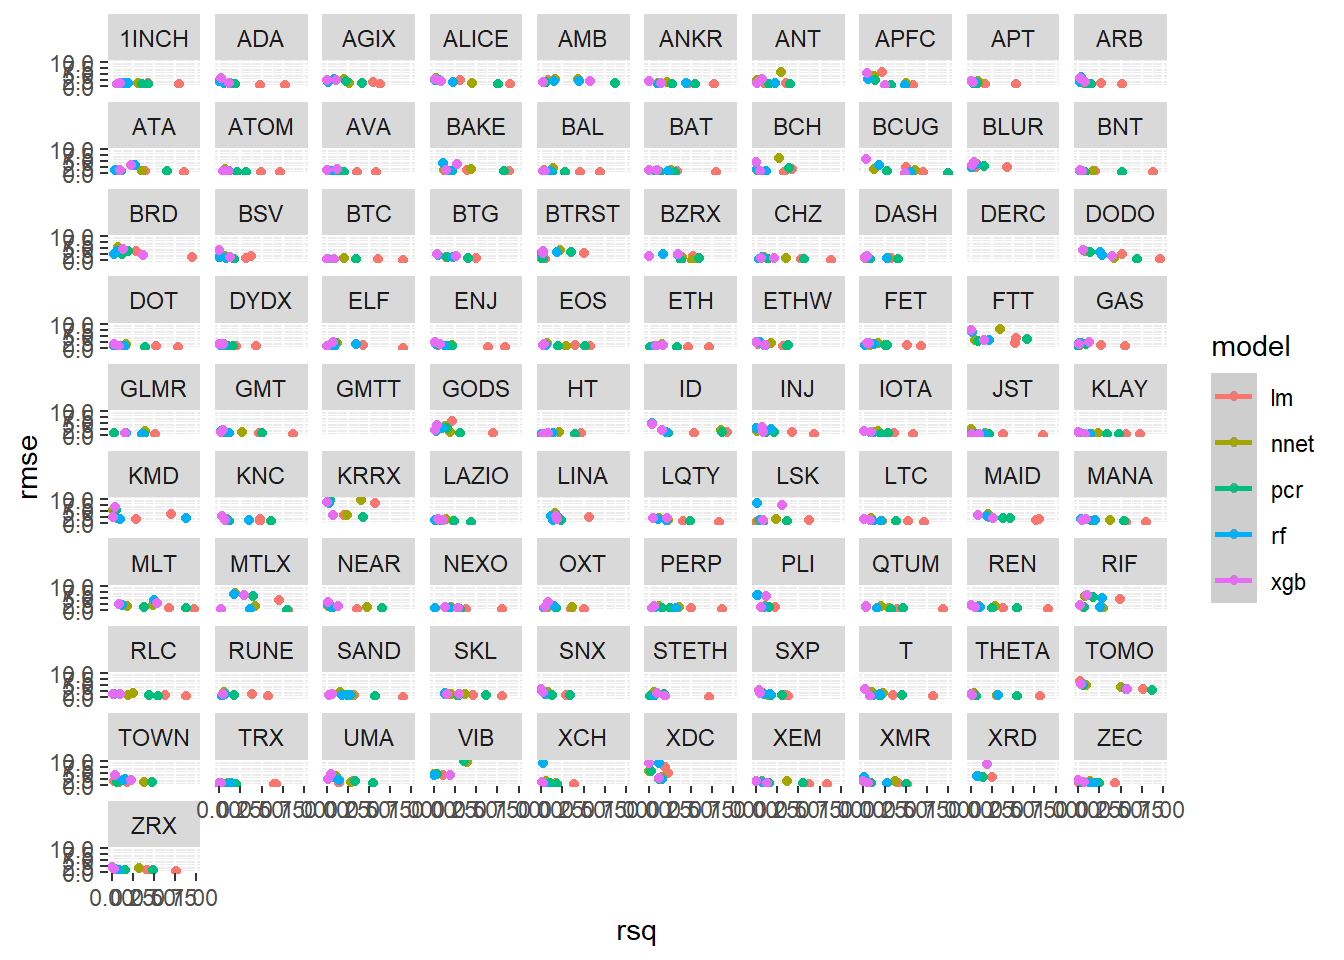 1INCH ADA AGIX ALICE AMB ANKR ANT APFC APT ARB
ATA ATOM AVA BAKE BAL BAT BCH BCUG BLUR BNT
BRD BSV BTC BTG BTRST BZRX CHZ DASH DERC DODO
DOT DYDX ELF ENJ EOS ETH ETHW FET FTT GAS
GLMR GMT GMTT GODS HT ID INJ IOTA JST KLAY
KMD KNC KRRX LAZIO LINA LQTY LSK LTC MAID MANA
MLT MTLX NEAR NEXO OXT PERP PLI QTUM REN RIF
RLC RUNE SAND SKL SNX STETH SXP T THETA TOMO
TOWN TRX UMA VIB XCH XDC XEM XMR XRD ZEC
ZRX
rsq
rmse
model
lm
nnet
pcr
rf
xgb